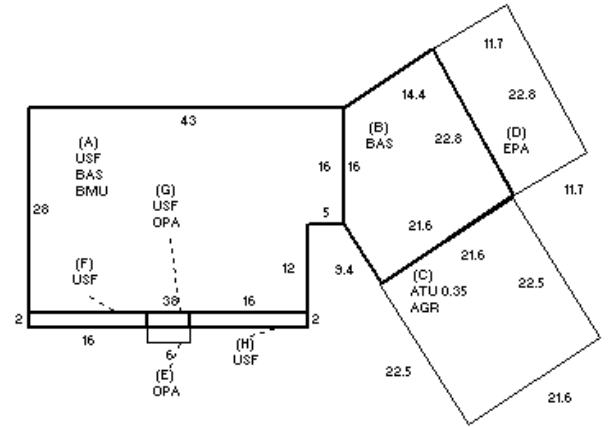 11.7
14.4
22.8
43
(A)
USF
BAS
BMU
(B)
BAS
22.8
(D)
EPA
16
16
(G)
USF
OPA
11.7
28
5
21.6
21.6
(F)
USF
12
9.4
(C)
ATU 0.35
AGR
22.5
38
16
2
2
16
6
(H)
USF
(E)
OPA
22.5
21.6